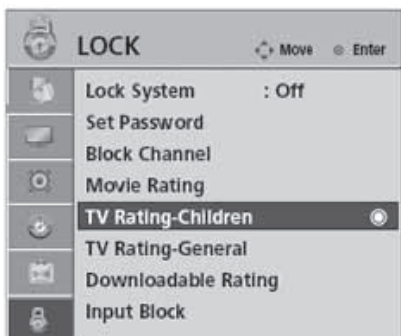 LOCK Move Enter
Lock System : Off
Set Password
Block Channel
Movie Rating
TV Rating-Children
TV Rating-General
Downloadable Rating
Input Block